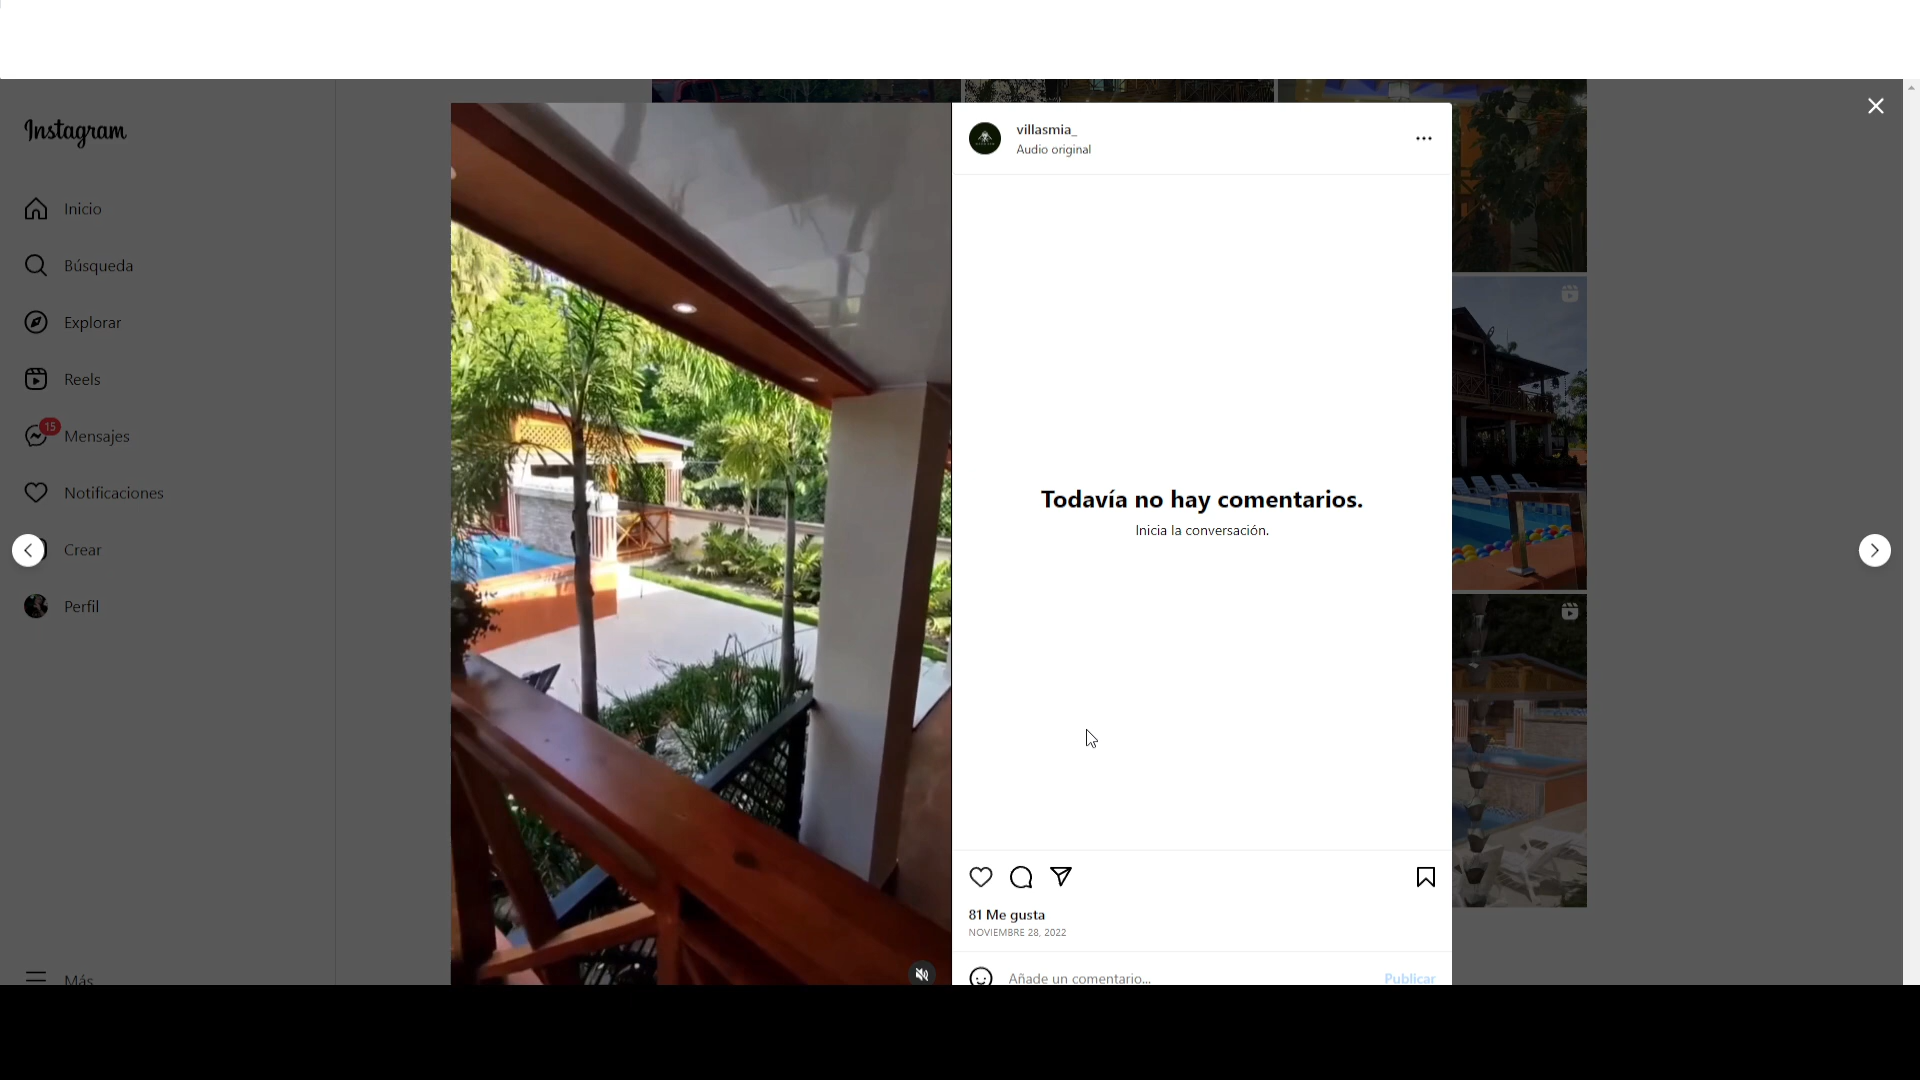 Instagram
Inicio
Búsqueda
Explorar
Reels
15
Mensajes
Notificaciones
Crear
Perfil
Más
villasmia_
Audio original
Todavía no hay comentarios.
Inicia la conversación.
81 Me gusta
NOVIEMBRE 28, 2022
Añade un comentario...
Publicar